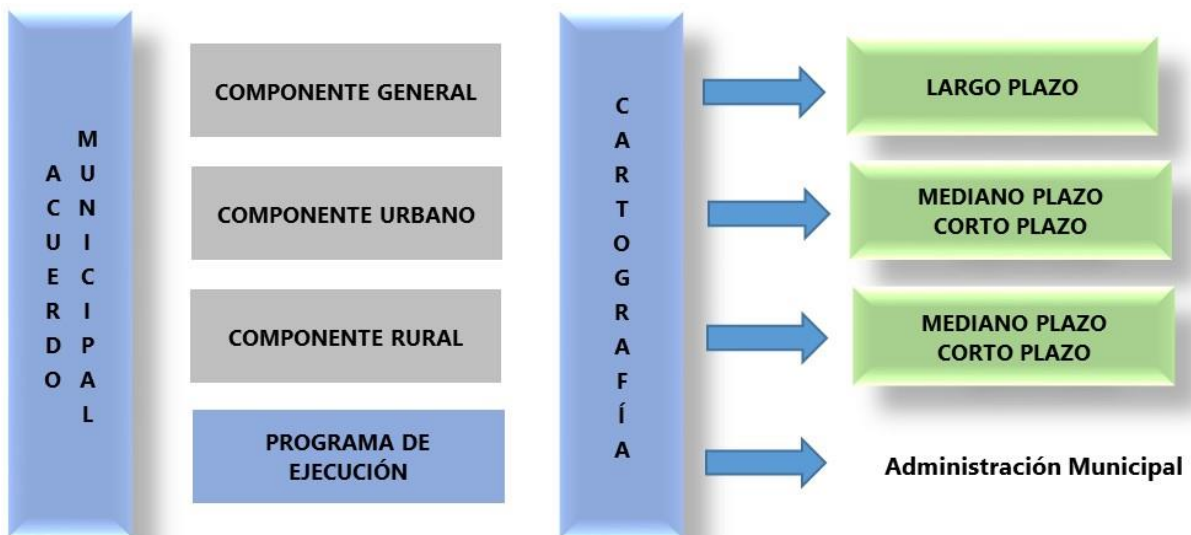 ACUERDO
MUNICIPAL
COMPONENTE GENERAL
COMPONENTE URBANO
COMPONENTE RURAL
PROGRAMA DE
EJECUCIÓN
CARTOGRAFÍA
LARGO PLAZO
MEDIANO PLAZO
CORTO PLAZO
MEDIANO PLAZO
CORTO PLAZO
Administración Municipal